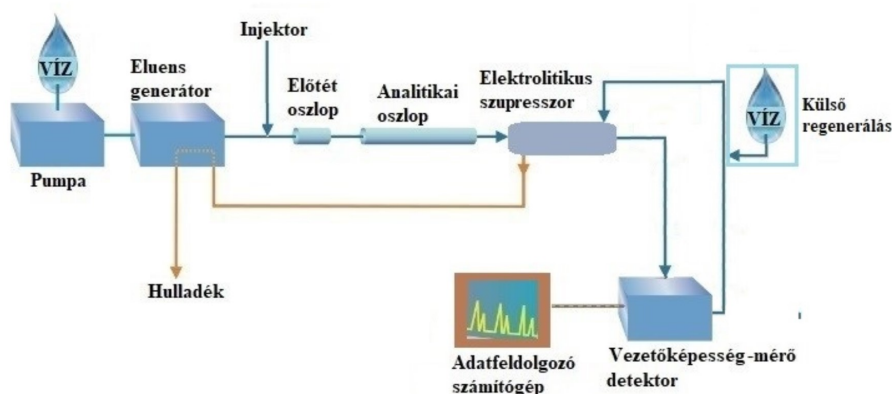 VÍZ
Pumpa
Eluens
generátor
Injektor
Előtét
oszlop
Analitikai
oszlop
Elektrolitikus
szupresszor
VÍZ
Külső
regenerálás
Hulladék
Adatfeldolgozó
számítógép
Vezetőképesség-mérő
detektor